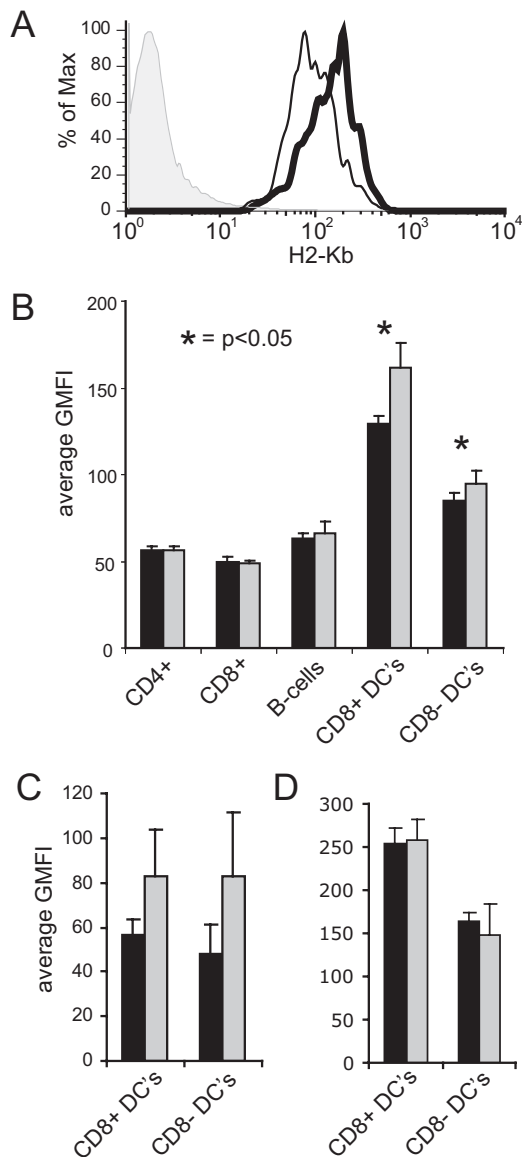 A
% of Max
100
80
60
40
20
0
10^0 10^1 10^2 10^3 10^4
H2-Kb
B
* = p<0.05
average GMFI
200
150
100
50
0
*
*
CD4+ CD8+ B-cells CD8+ DC's CD8- DC's
C
average GMFI
120
100
80
60
40
20
0
CD8+ DC's CD8- DC's
D
300
250
200
150
100
50
0
CD8+ DC's CD8- DC's